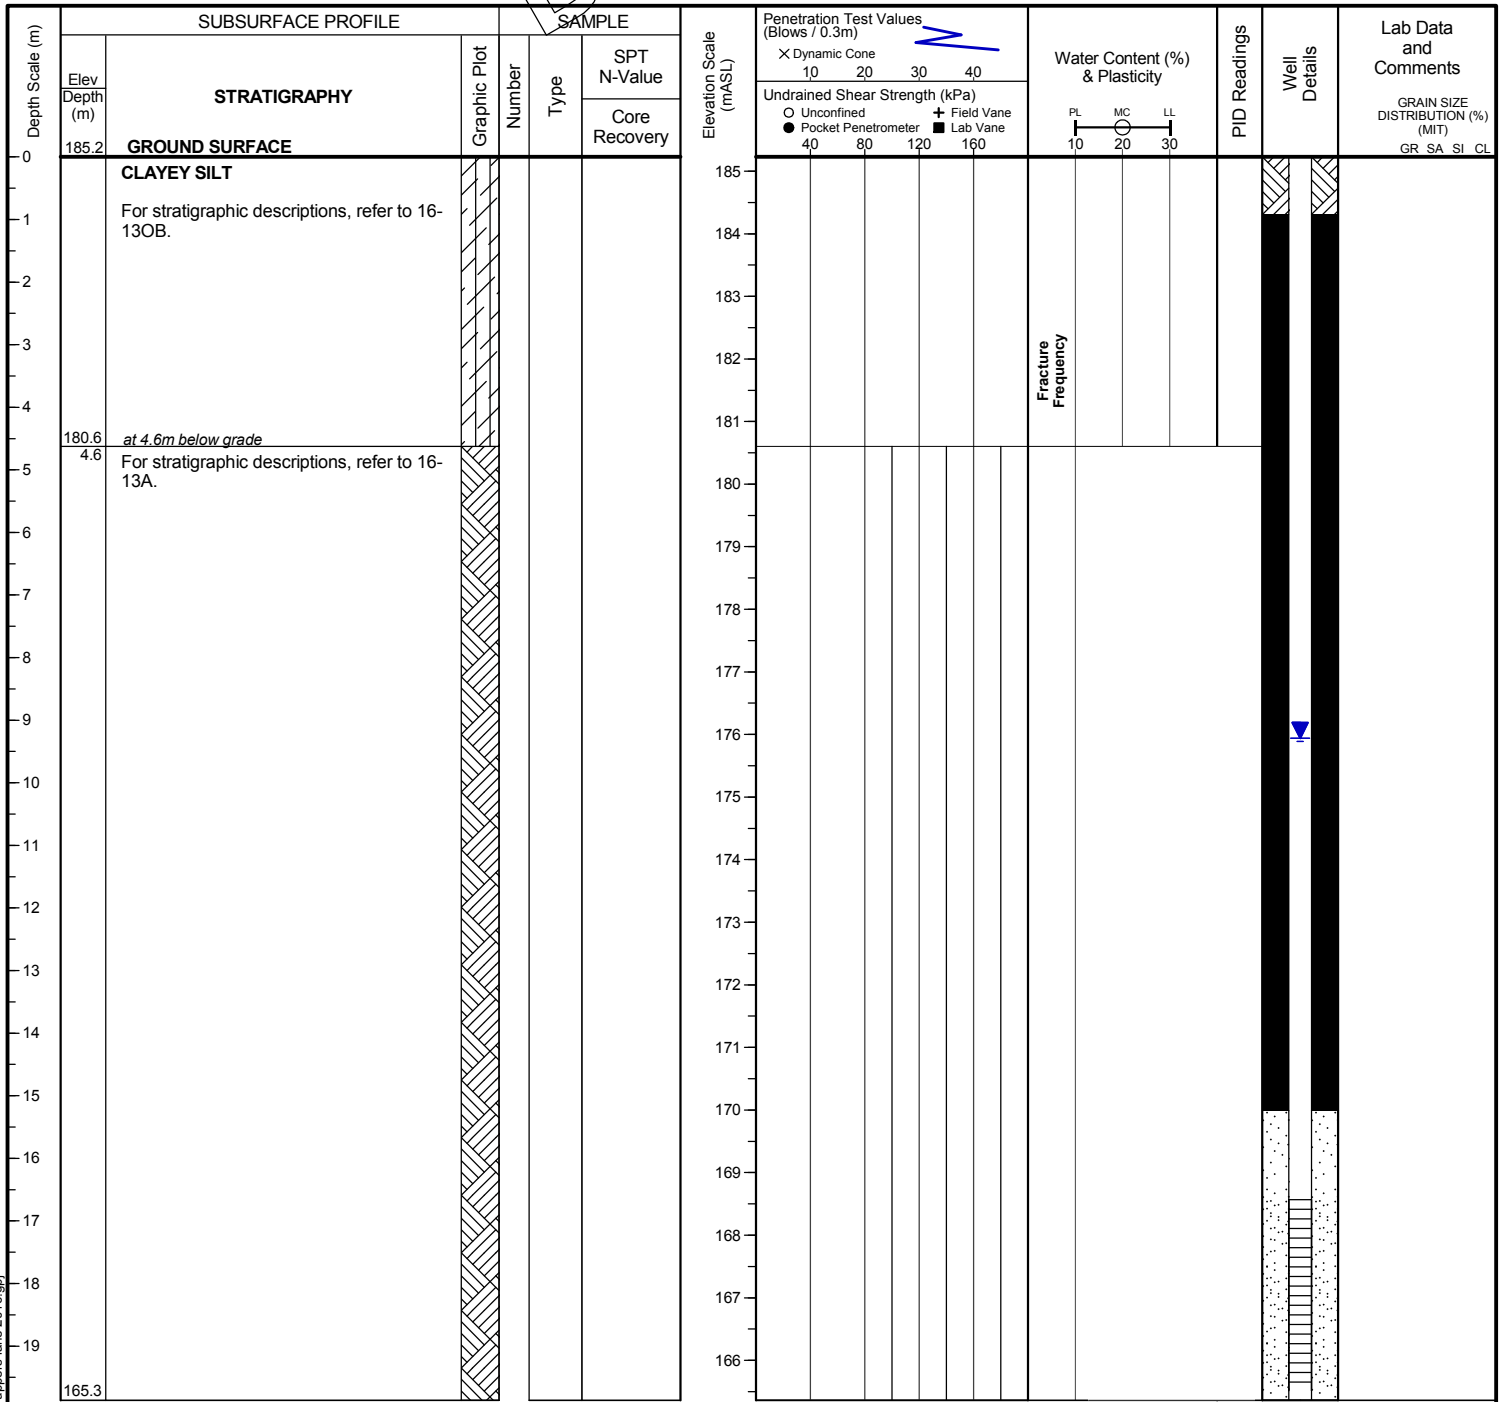 SUBSURFACE PROFILE
SAMPLE
Depth Scale (m)
Elev
Depth
(m)
STRATIGRAPHY
Graphic Plot
Number
Type
SPT
N-Value
Core
Recovery
Elevation Scale
(mASL)
Penetration Test Values
(Blows / 0.3m)
× Dynamic Cone
10 20 30 40
Undrained Shear Strength (kPa)
Unconfined
Field Vane
Pocket Penetrometer
Lab Vane
40 80 120 160
Water Content (%)
& Plasticity
PL MC LL
10 20 30
PID Readings
Well
Details
Lab Data
and
Comments
GRAIN SIZE
DISTRIBUTION (%)
(MIT)
GR SA SI CL
185.2 GROUND SURFACE
CLAYEY SILT
For stratigraphic descriptions, refer to 16-
13OB.
180.6 at 4.6m below grade
4.6
For stratigraphic descriptions, refer to 16-
13A.
165.3
Fracture
Frequency
0
1
2
3
4
5
6
7
8
9
10
11
12
13
14
15
16
17
18
19
185
184
183
182
181
180
179
178
177
176
175
174
173
172
171
170
169
168
167
166